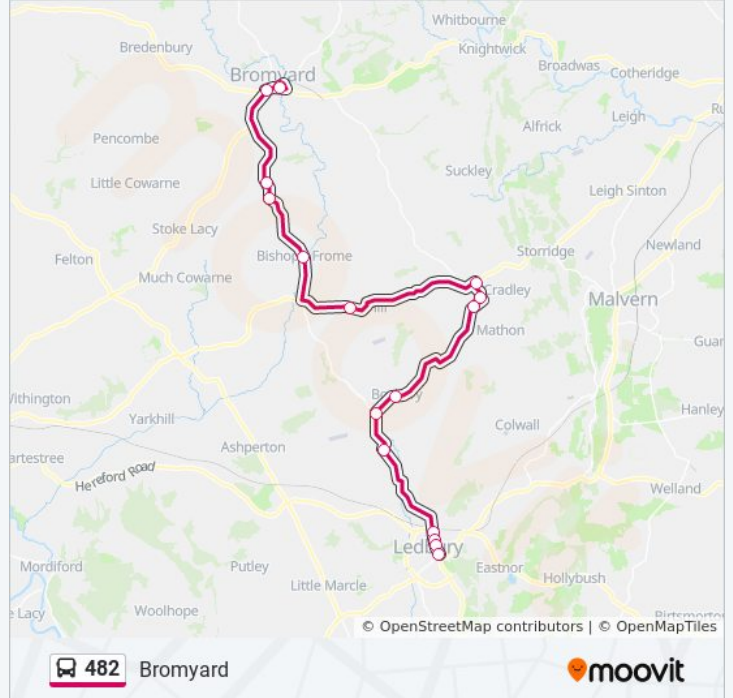 Whitbourne
Bredenbury
Knightwick
Broadwas
Bromyard
Cotheridge
Leigh
Alfrick
Pencombe
Suckley
Little Cowarne
Leigh Sinton
Stoke Lacy
Newland
Storridge
Felton
Bishop Frome
Much Cowarne
Cradley
Malvern
Mathon
Hanley
Yarkhill
Colwall
Ashperton
Hereford Road
Welland
Ledbury
Mordiford
Putley
Eastnor
Hollybush
Little Marcle
Woolhope
© OpenStreetMap contributors | © OpenMapTiles
482 Bromyard
moovit